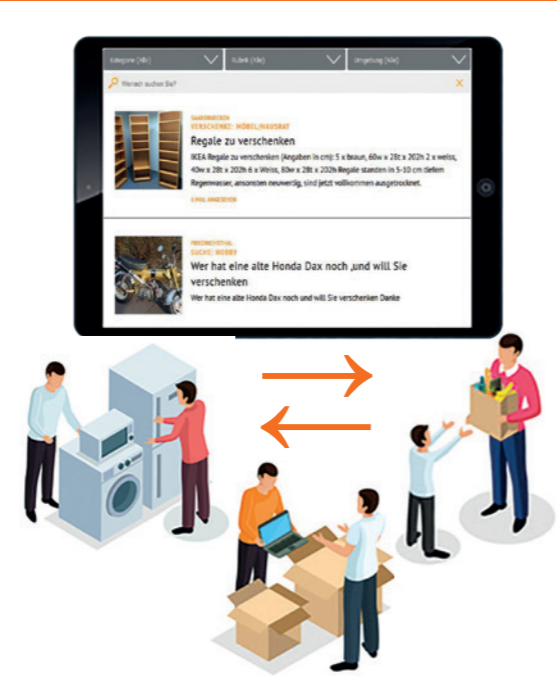 Kategorie (Alle)
Rubrik (Alle)
Umgebung (Alle)
Wonach suchen Sie?
SAARBRÜCKEN
VERSCHENKE: MÖBEL/HAUSRAT
Regale zu verschenken
IKEA Regale zu verschenken (Angaben in cm): 5 x braun, 60w x 28t x 202h 2 x weiss,
40w x 28t x 202h 6 x Weiss, 80w x 28t x 202h Regale standen in 5-10 cm tiefem
Regenwasser, ansonsten neuwertig, sind jetzt vollkommen ausgetrocknet.
E-MAIL ANGEGEBEN
FRIEDRICHSTHAL
SUCHE: HOBBY
Wer hat eine alte Honda Dax noch ,und will Sie
verschenken
Wer hat eine alte Honda Dax noch und will Sie verschenken Danke